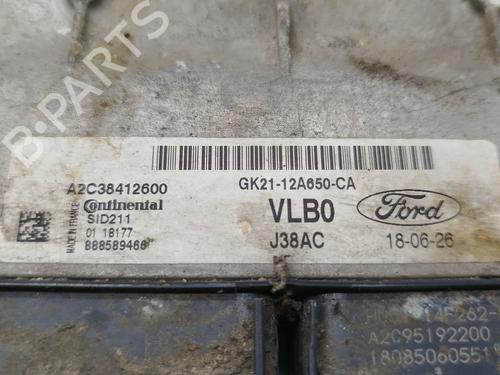 B-PARTS
A2C38412600
Continental
MADE IN FRANCE
SID211
01 18177
GK21-12A650-CA
VLB0
Ford
J38AC
18-06-26
A2C95192200